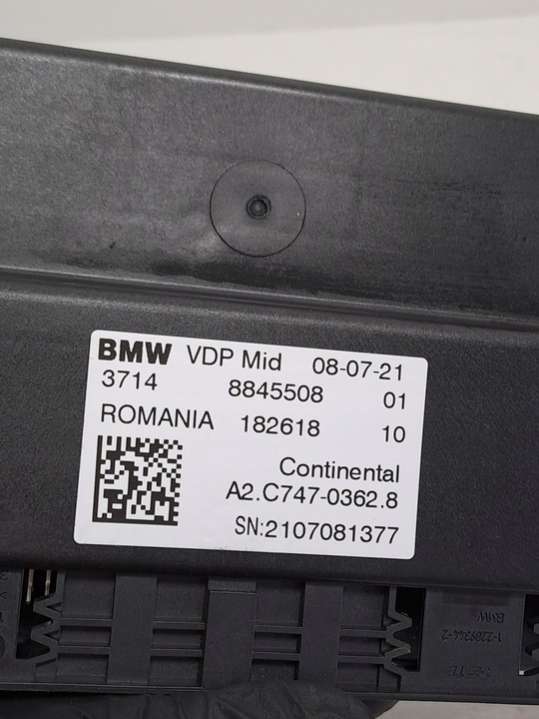 BMW VDP Mid 08-07-21
3714 8845508 01
ROMANIA 182618 10
Continental
A2.C747-0362.8
SN:2107081377
BMW